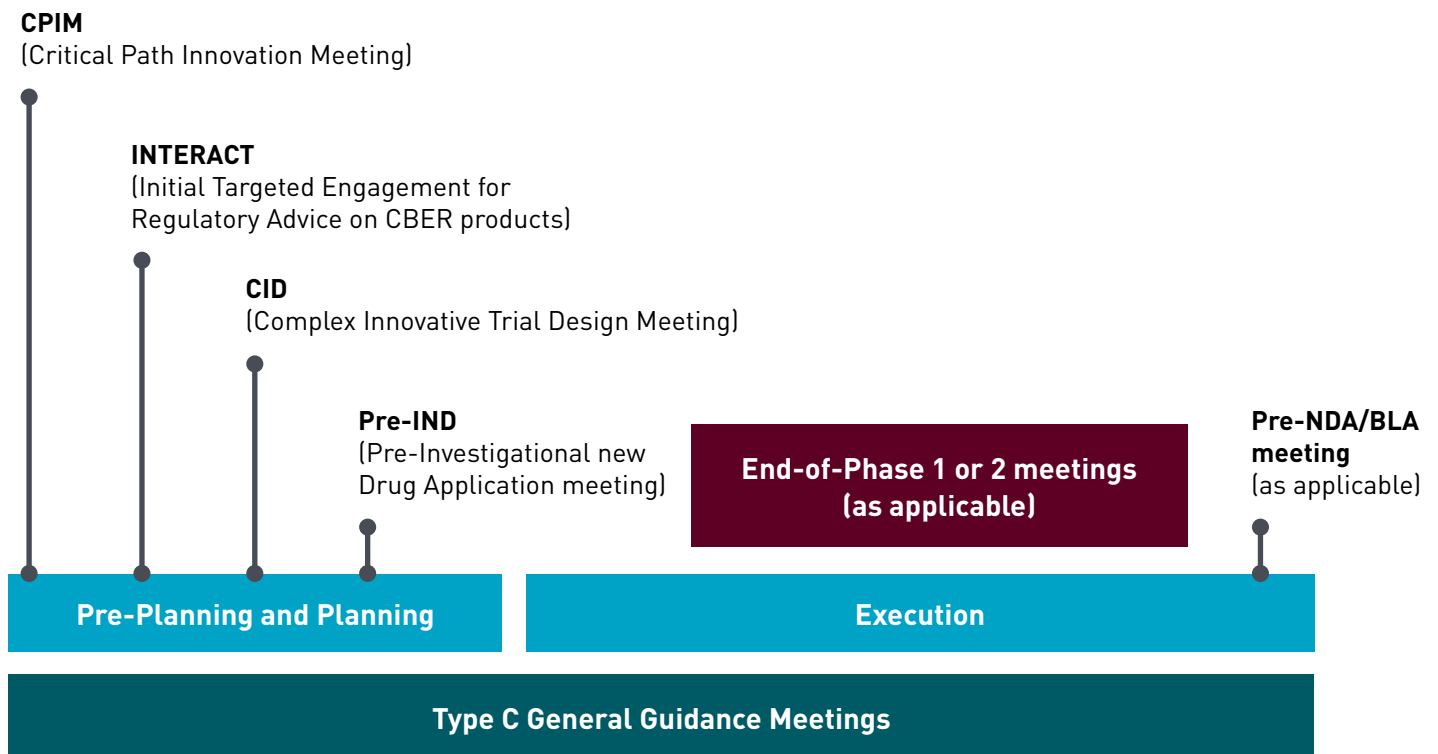 CPIM
(Critical Path Innovation Meeting)
INTERACT
(Initial Targeted Engagement for
Regulatory Advice on CBER products)
CID
(Complex Innovative Trial Design Meeting)
Pre-IND
(Pre-Investigational new
Drug Application meeting)
End-of-Phase 1 or 2 meetings
(as applicable)
Pre-NDA/BLA
meeting
(as applicable)
Pre-Planning and Planning
Execution
Type C General Guidance Meetings